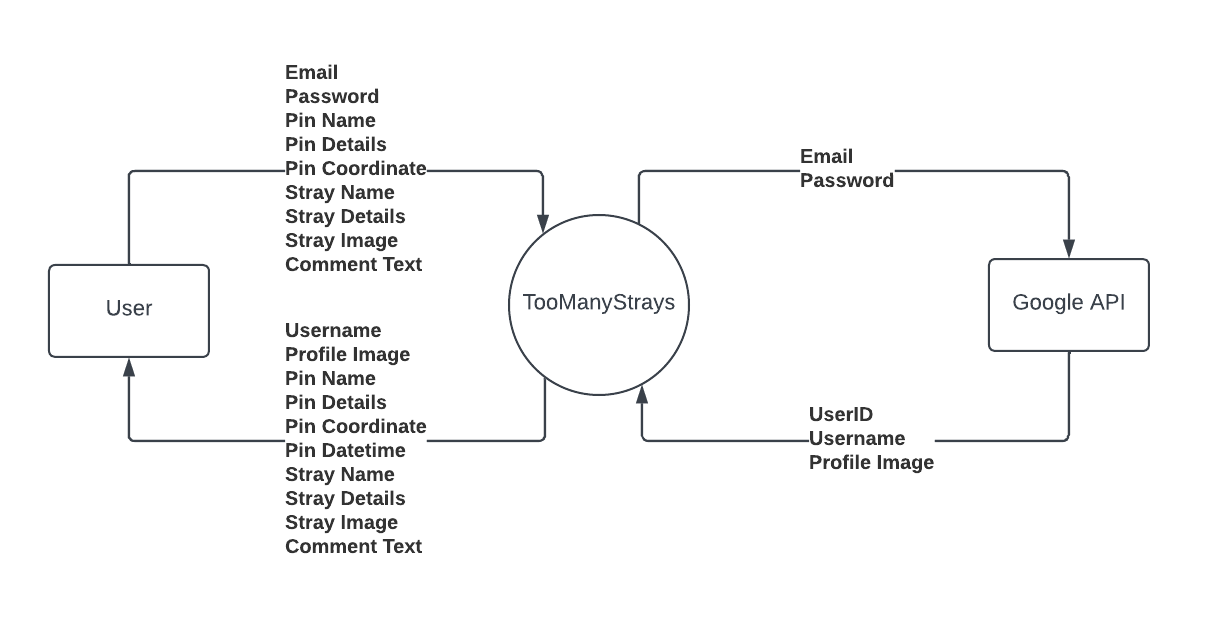 Email
Password
Pin Name
Pin Details
Pin Coordinate
Stray Name
Stray Details
Stray Image
Comment Text
Email
Password
User
TooManyStrays
Google API
Username
Profile Image
Pin Name
Pin Details
Pin Coordinate
Pin Datetime
Stray Name
Stray Details
Stray Image
Comment Text
UserID
Username
Profile Image